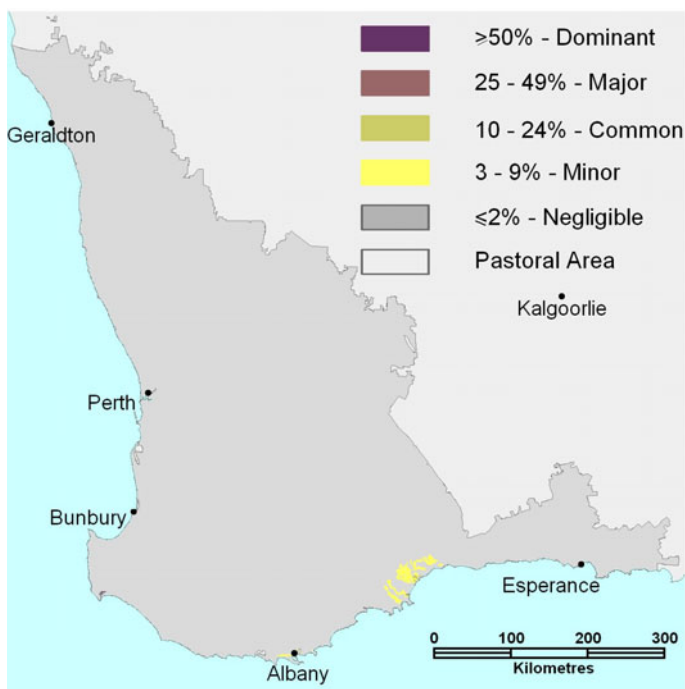 ≥50% - Dominant
25 - 49% - Major
Geraldton
10 - 24% - Common
3 - 9% - Minor
≤2% - Negligible
Pastoral Area
Kalgoorlie
Perth
Bunbury
Esperance
Albany
0 100 200 300
Kilometres